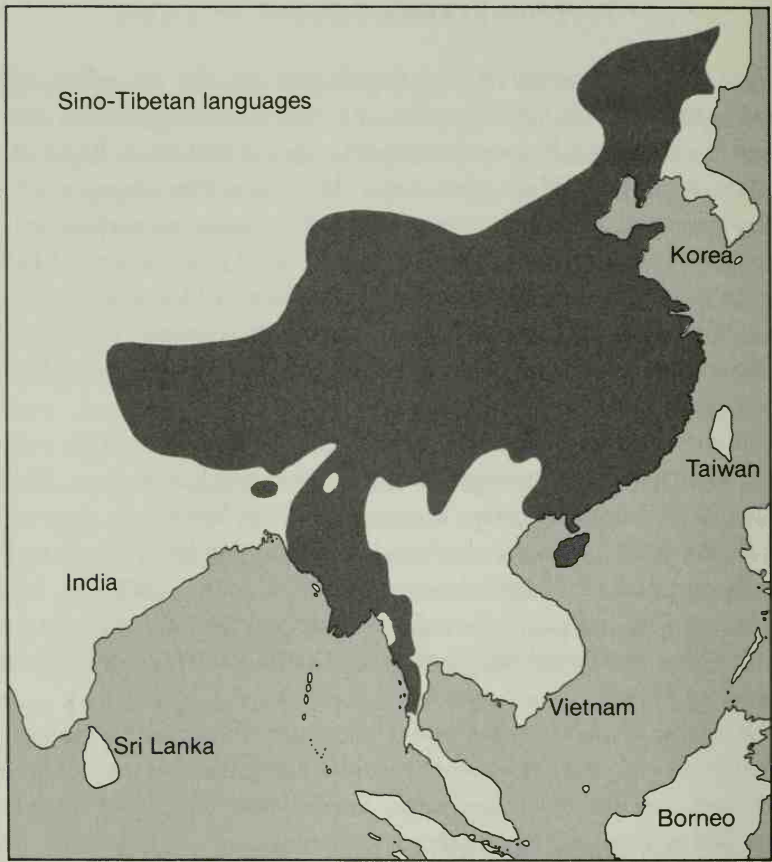 Sino-Tibetan languages
Korea
Taiwan
India
Vietnam
Sri Lanka
Borneo